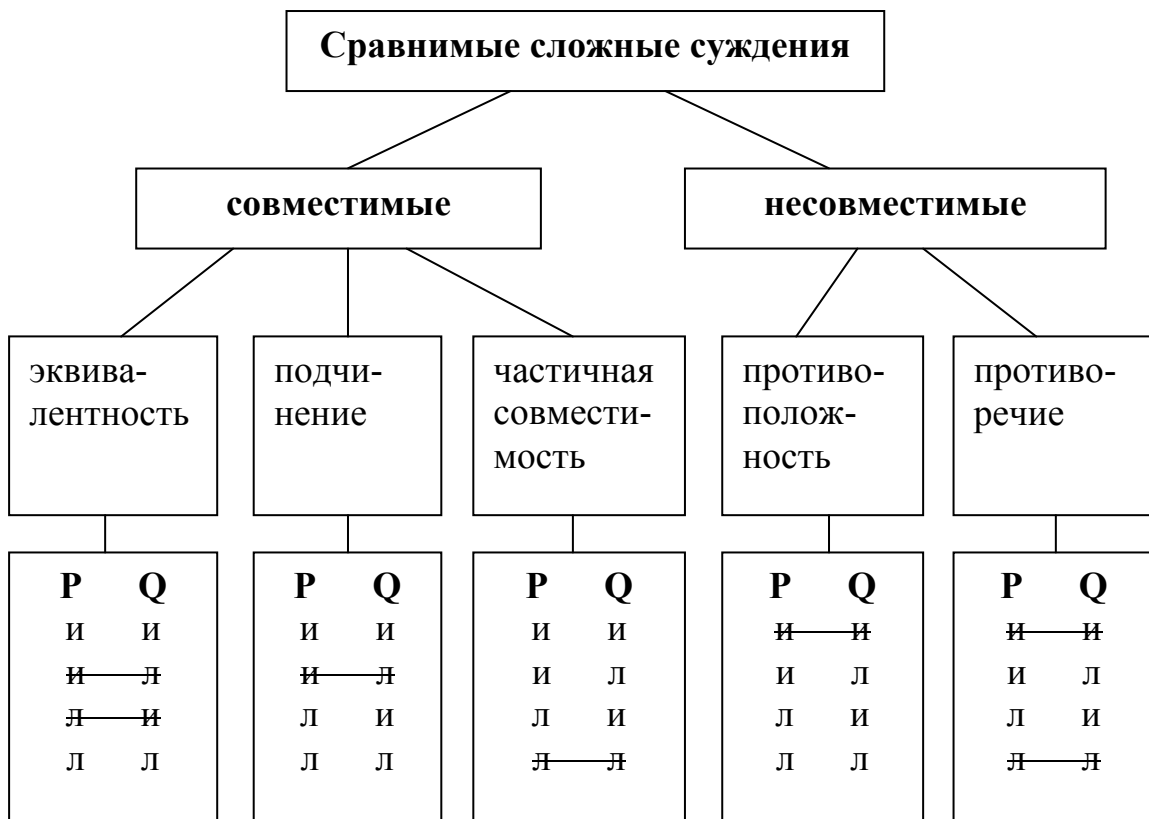 Сравнимые сложные суждения
совместимые
несовместимые
эквива-
лентность
подчи-
нение
частичная
совмести-
мость
противо-
полож-
ность
противо-
речие
P Q
и и
и л
л и
л л
P Q
и и
и л
л и
л л
P Q
и и
и л
л и
л л
P Q
и и
и л
л и
л л
P Q
и и
и л
л и
л л